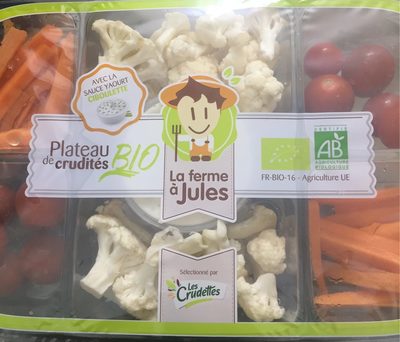 AVEC LA
SAUCE YAOURT
CIBOULETTE
Plateau
de crudités BIO
La ferme
à Jules
CERTIFIÉ
AB
AGRICULTURE
BIOLOGIQUE
FR-BIO-16 - Agriculture UE
Sélectionné par
Les
Crudettes